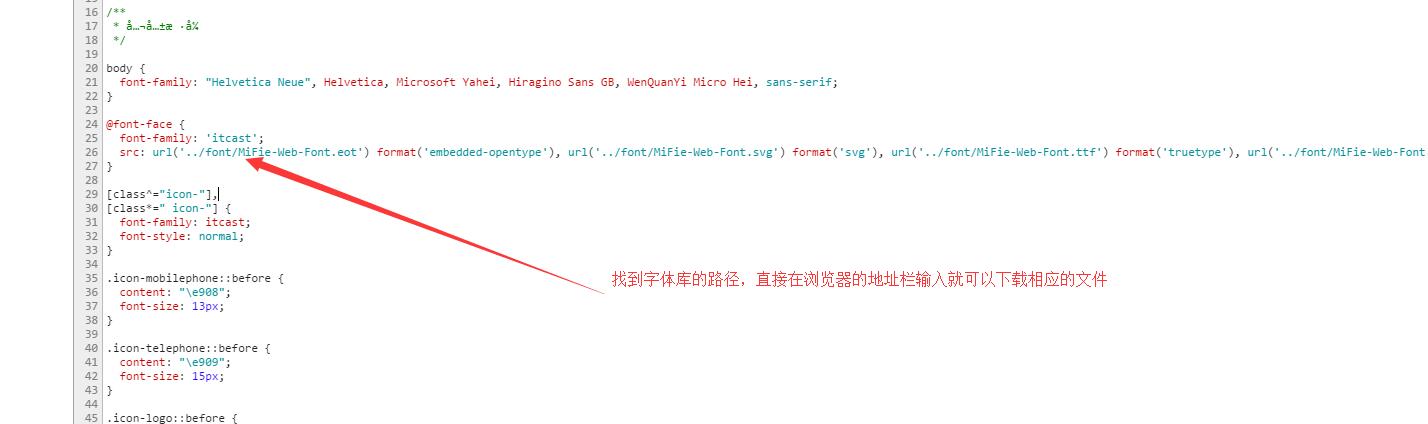 16 /**
17  * å…¬å…±æ ·å¼
18  */
19
20 body {
21   font-family: "Helvetica Neue", Helvetica, Microsoft Yahei, Hiragino Sans GB, WenQuanYi Micro Hei, sans-serif;
22 }
23
24 @font-face {
25   font-family: 'itcast';
26   src: url('../font/MiFie-Web-Font.eot') format('embedded-opentype'), url('../font/MiFie-Web-Font.svg') format('svg'), url('../font/MiFie-Web-Font.ttf') format('truetype'), url('../font/MiFie-Web-Font
27 }
28
29 [class^="icon-"],
30 [class*=" icon-"] {
31   font-family: itcast;
32   font-style: normal;
33 }
34
找到字体库的路径，直接在浏览器的地址栏输入就可以下载相应的文件
35 .icon-mobilephone::before {
36   content: "\e908";
37   font-size: 13px;
38 }
39
40 .icon-telephone::before {
41   content: "\e909";
42   font-size: 15px;
43 }
44
45 .icon-logo::before {